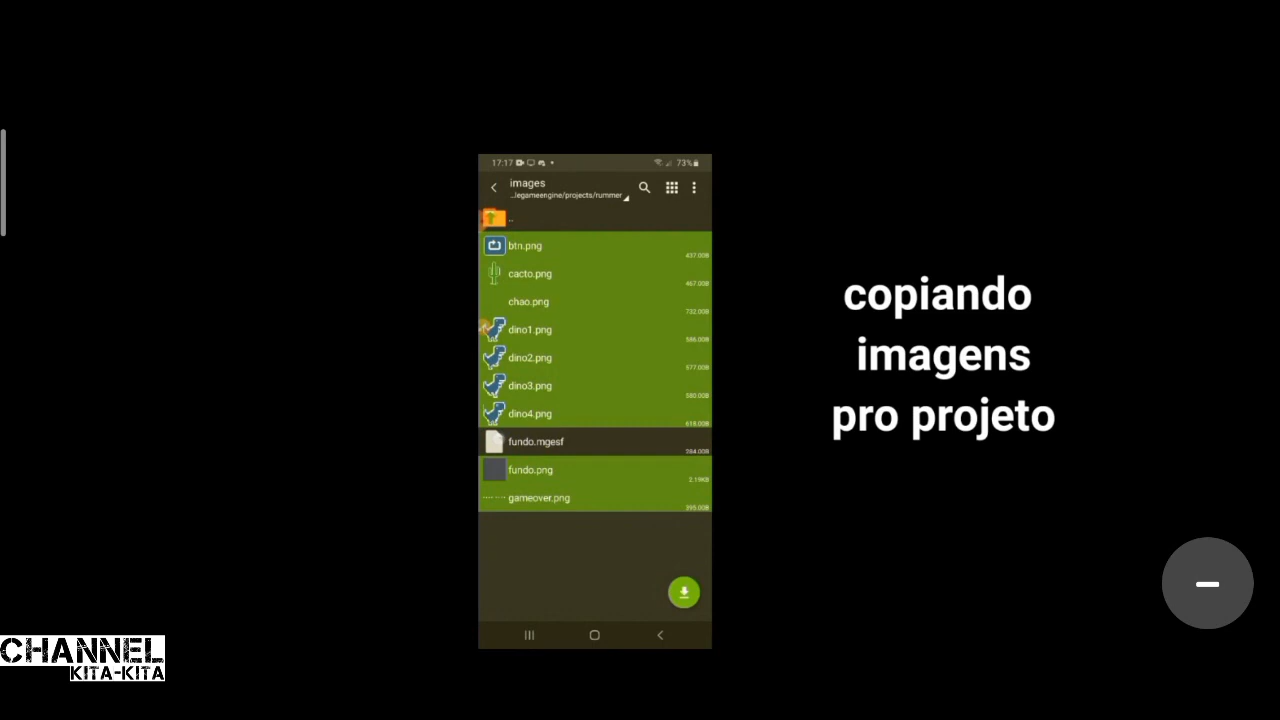 17:17
73%
images
../egameengine/projects/rummer
..
btn.png
437.00B
cacto.png
467.00B
chao.png
732.00B
dino1.png
586.00B
dino2.png
577.00B
dino3.png
580.00B
dino4.png
618.00B
fundo.mgesf
264.00B
fundo.png
2.19KB
gameover.png
395.00B
copiando
imagens
pro projeto
CHANNEL
KITA-KITA